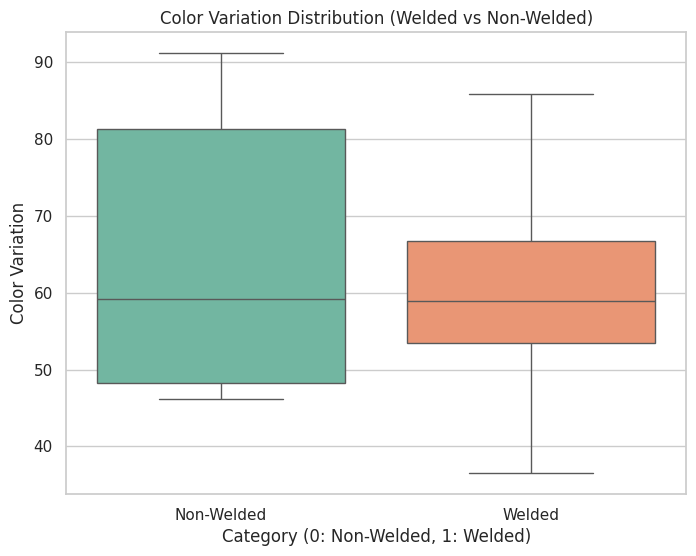 Color Variation Distribution (Welded vs Non-Welded)
90
80
70
60
50
40
Color Variation
Non-Welded
Welded
Category (0: Non-Welded, 1: Welded)